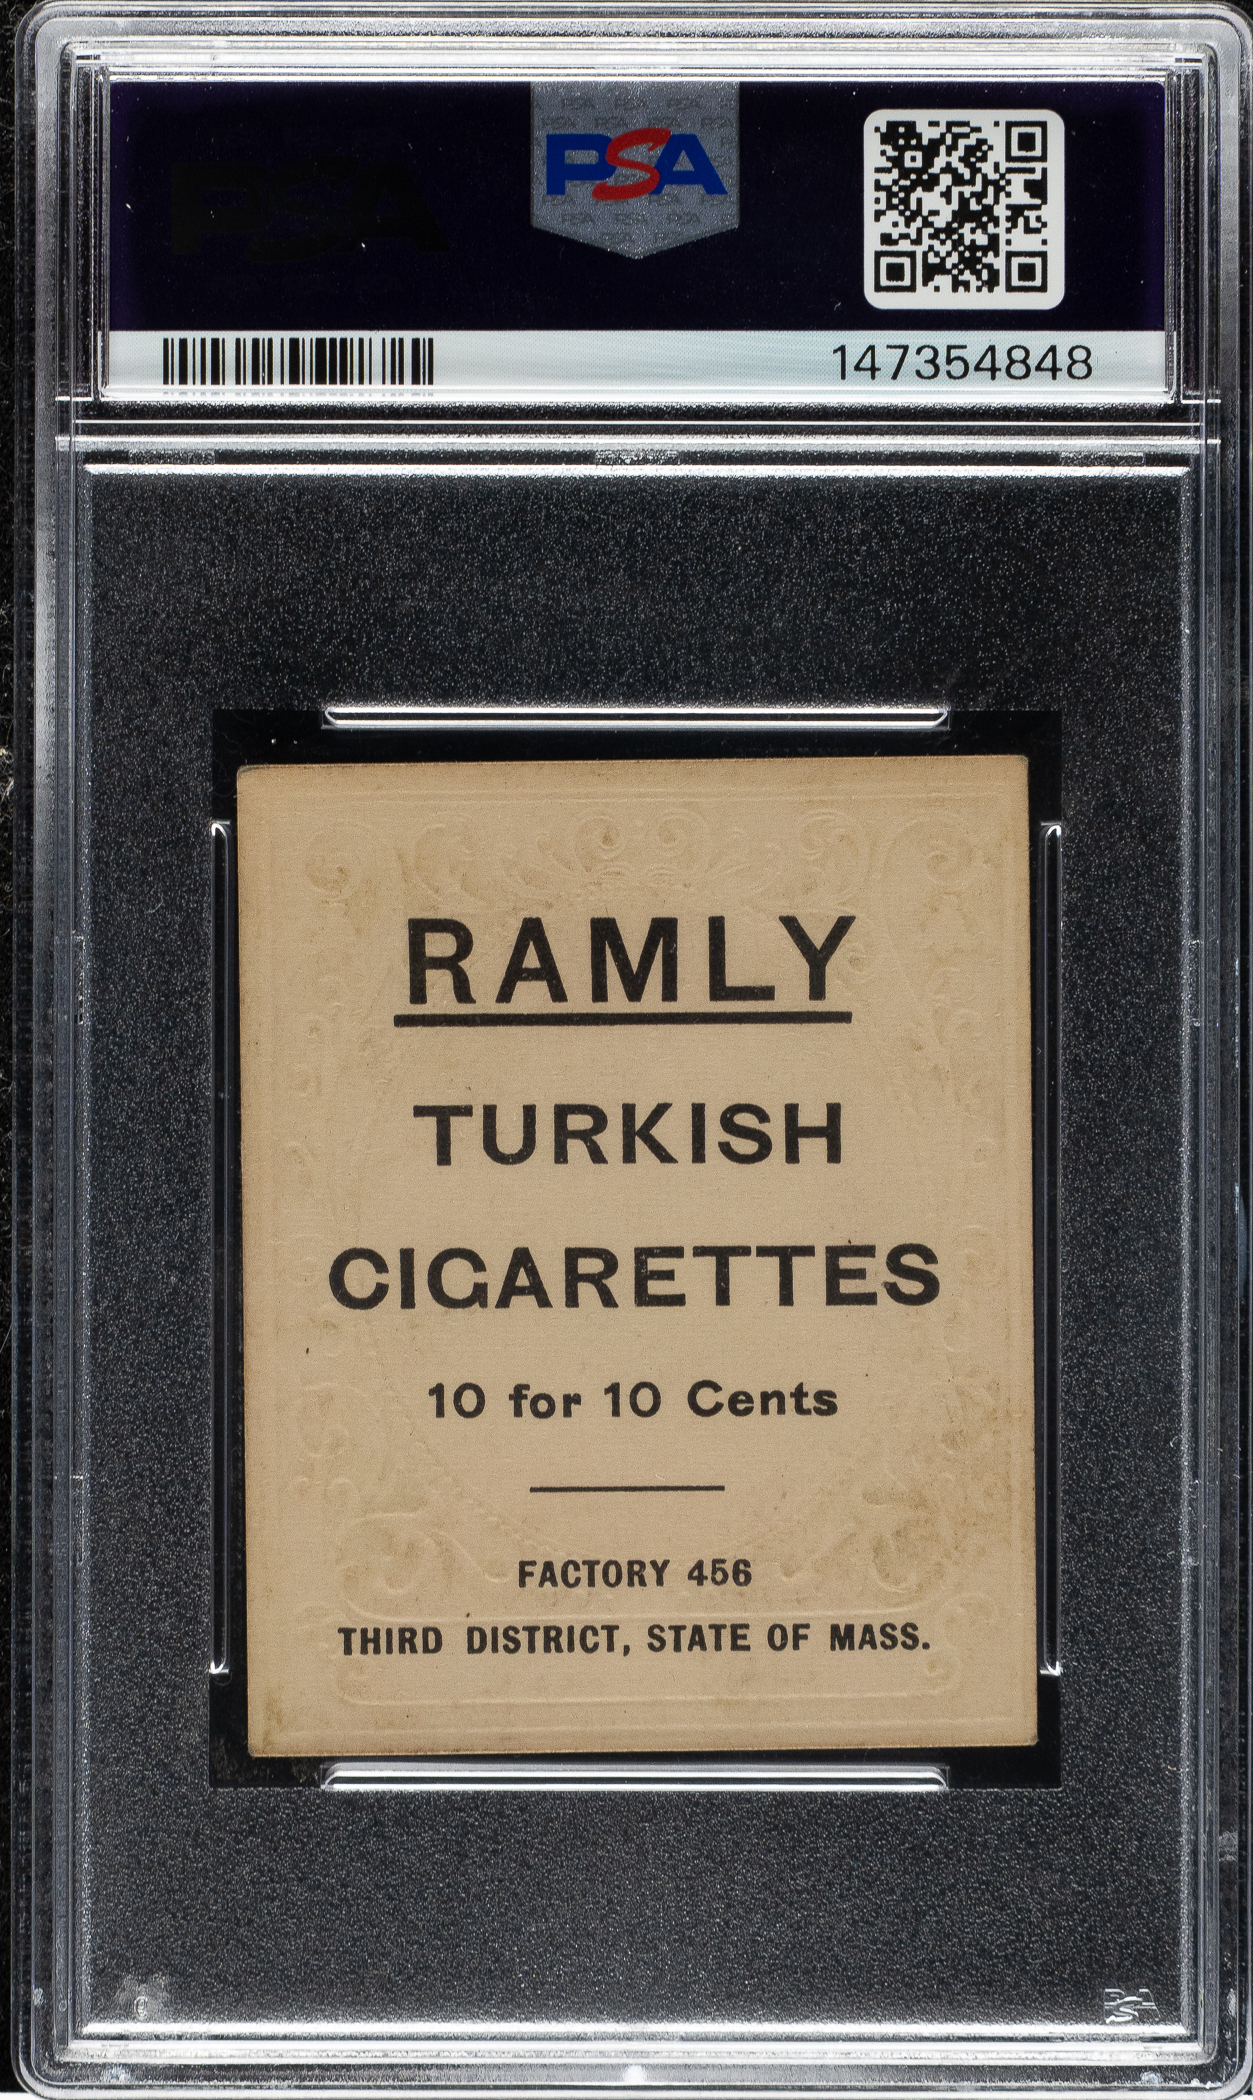 PSA
147354848
RAMLY
TURKISH
CIGARETTES
10 for 10 Cents
FACTORY 456
THIRD DISTRICT, STATE OF MASS.